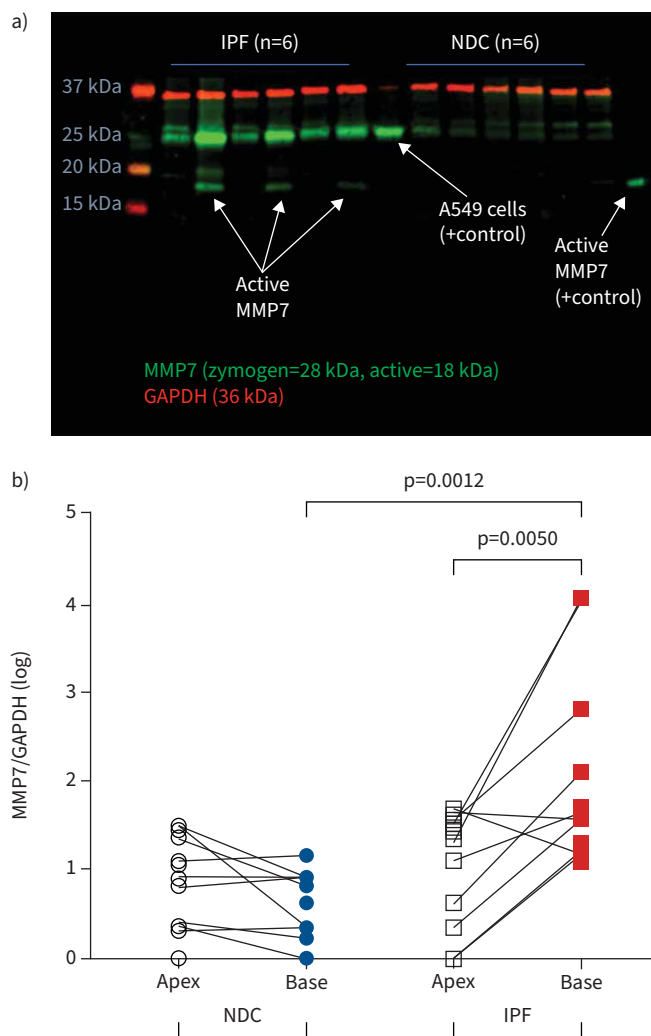 a)
IPF (n=6)
NDC (n=6)
37 kDa
25 kDa
20 kDa
15 kDa
A549 cells
(+control)
Active
MMP7
Active
MMP7
(+control)
MMP7 (zymogen=28 kDa, active=18 kDa)
GAPDH (36 kDa)
b)
p=0.0012
p=0.0050
MMP7/GAPDH (log)
5
4
3
2
1
0
Apex
Base
Apex
Base
NDC
IPF